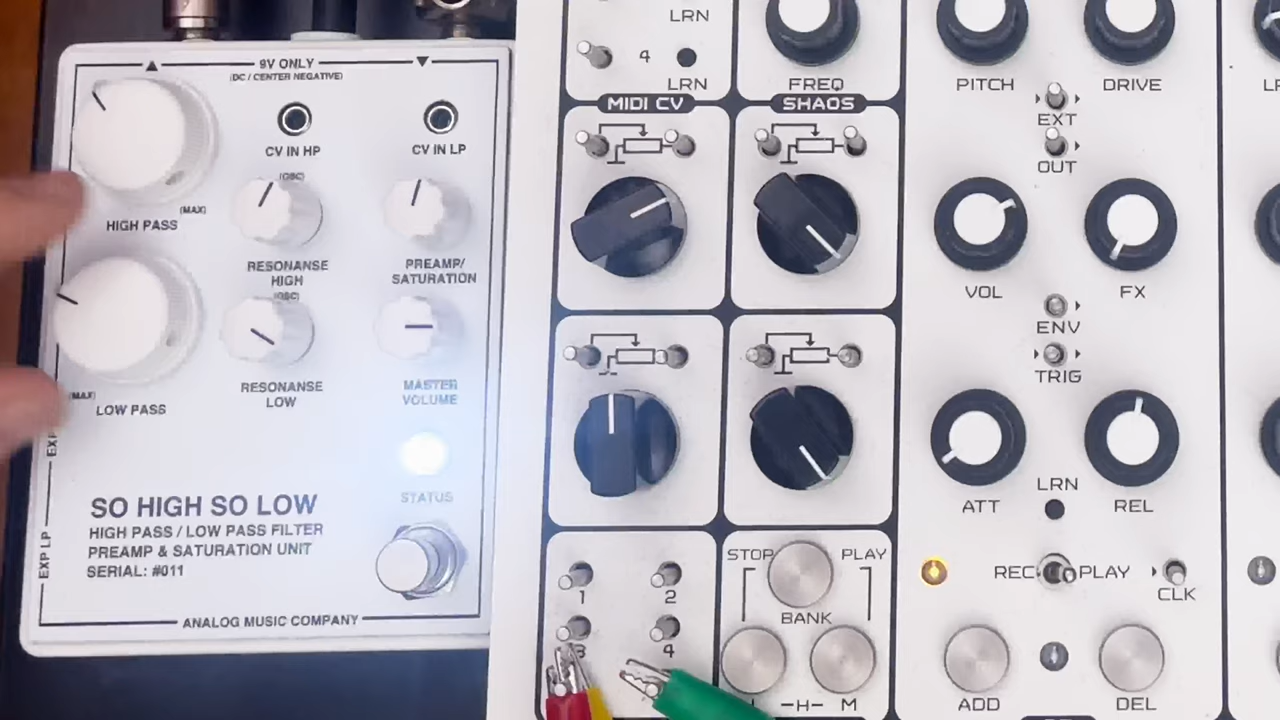 9V ONLY
(DC / CENTER NEGATIVE)
CV IN HP
CV IN LP
(OSC)
(MAX)
HIGH PASS
RESONANSE
HIGH
PREAMP/
SATURATION
(OSC)
(MAX)
LOW PASS
RESONANSE
LOW
MASTER
VOLUME
STATUS
EXP LP
SO HIGH SO LOW
HIGH PASS / LOW PASS FILTER
PREAMP & SATURATION UNIT
SERIAL: #011
ANALOG MUSIC COMPANY
LRN
4
LRN
MIDI CV
FREQ
SHAOS
1
2
3
4
STOP
PLAY
BANK
-H-
M
PITCH
DRIVE
EXT
OUT
VOL
FX
ENV
TRIG
ATT
REL
LRN
REC
PLAY
CLK
ADD
DEL